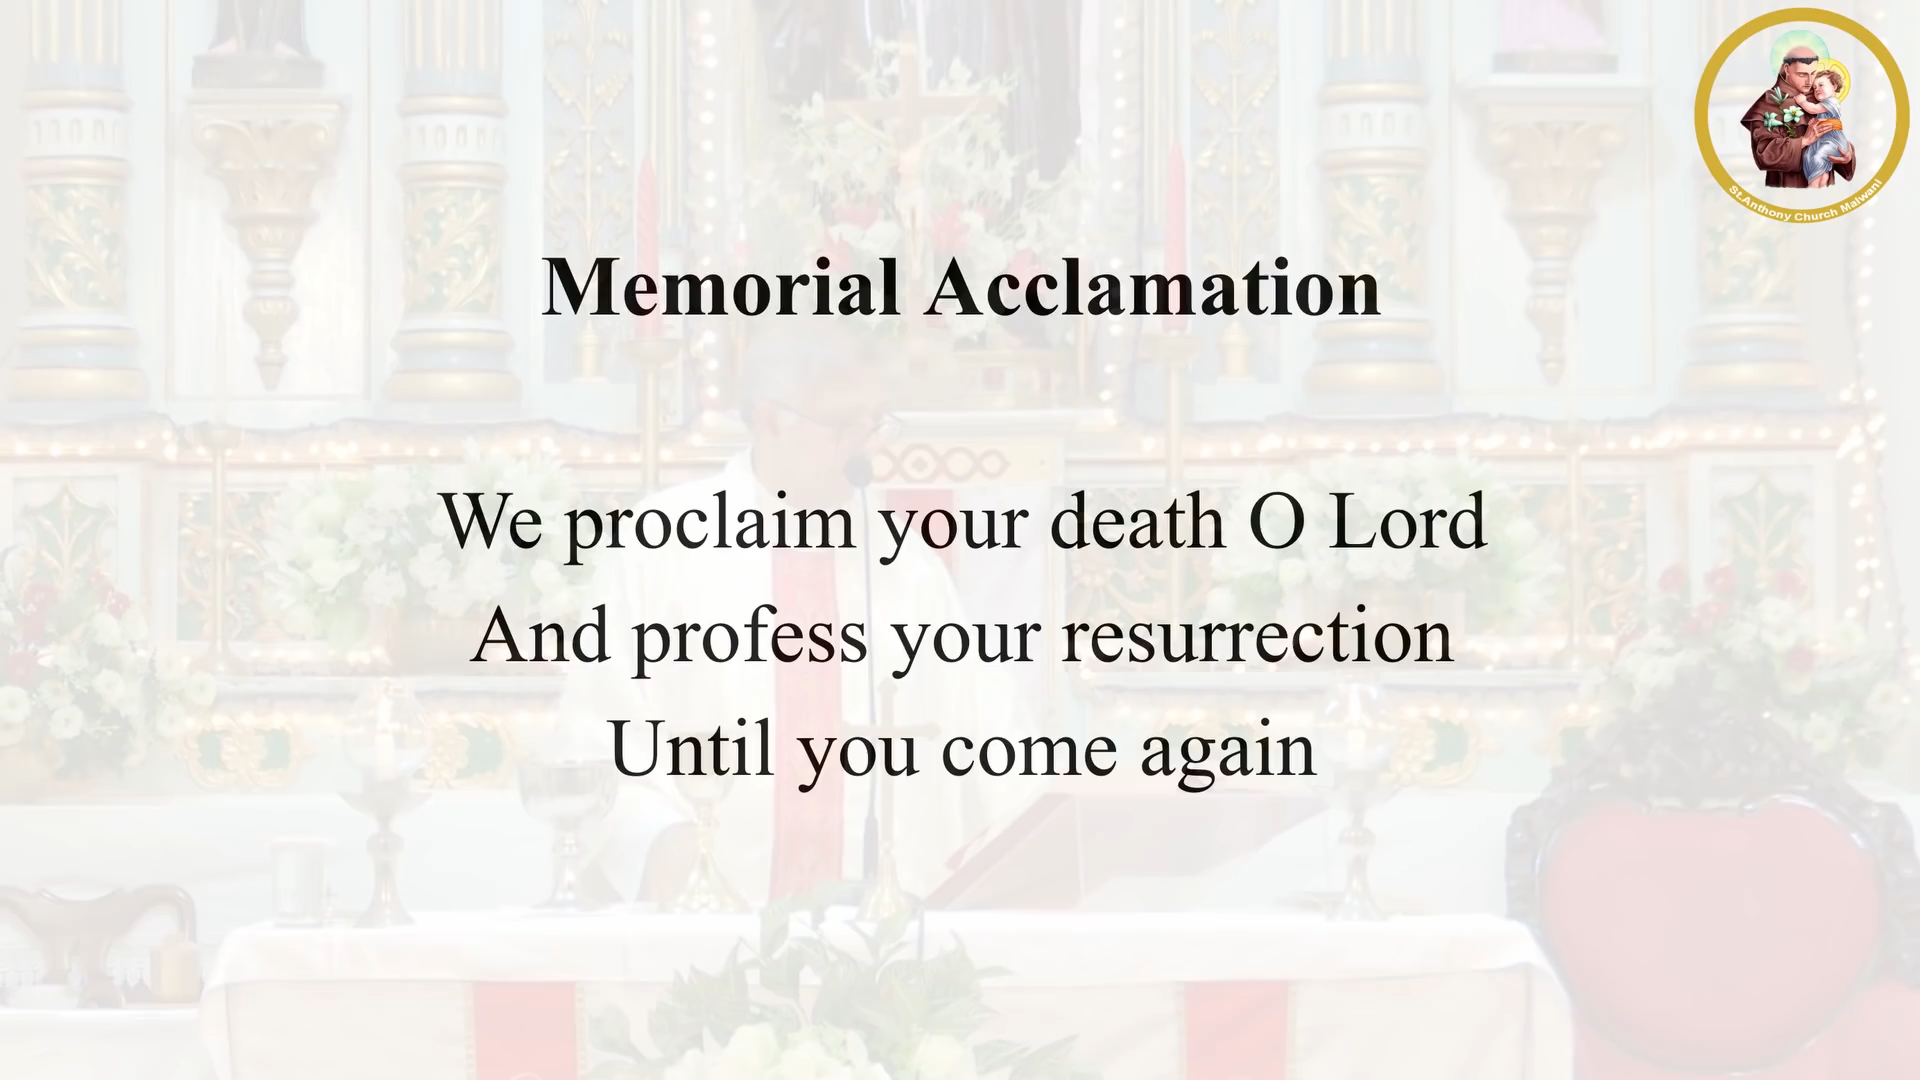 St.Anthony Church Malwani
Memorial Acclamation
We proclaim your death O Lord
And profess your resurrection
Until you come again